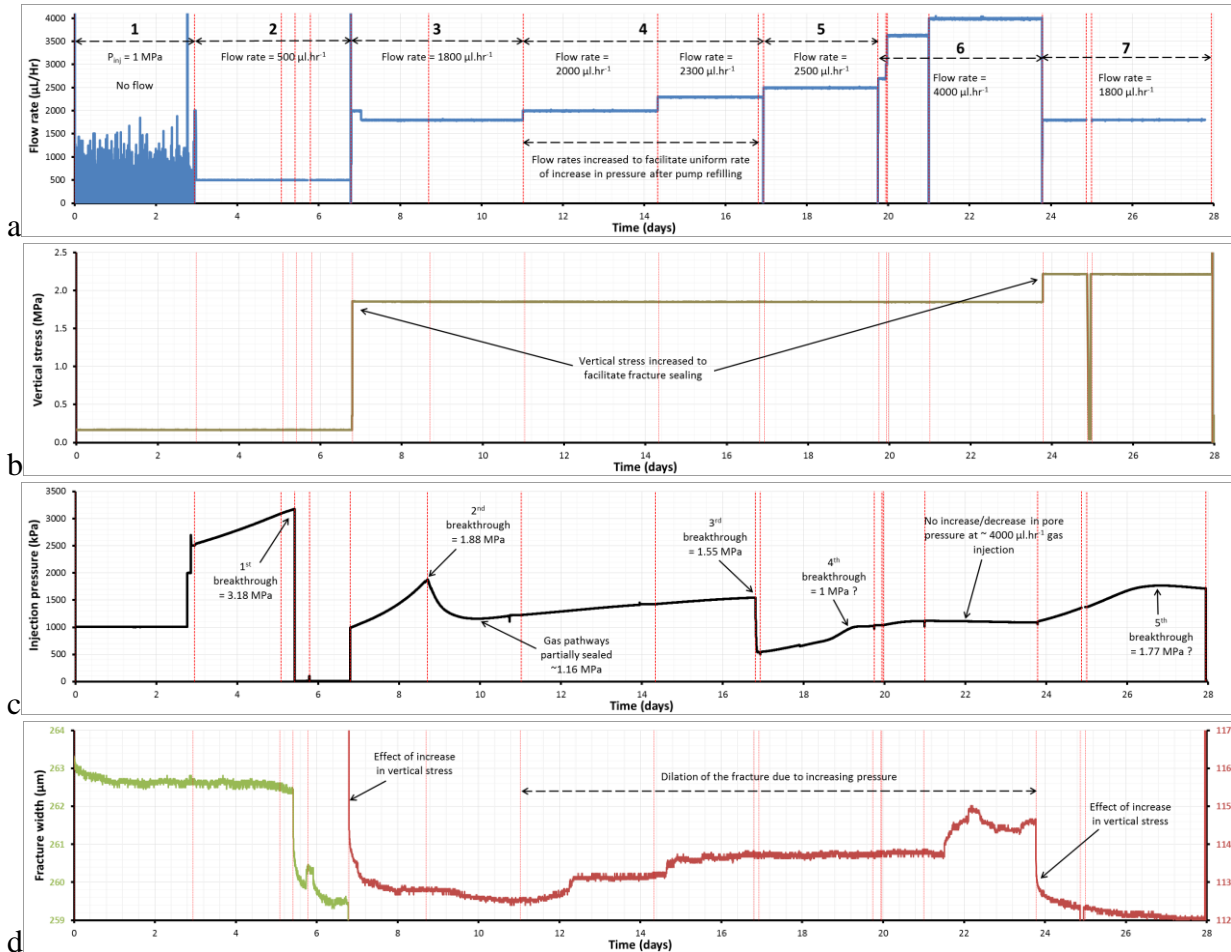 4000
3500
3000
2500
2000
1500
1000
500
0
Flow rate (µL/Hr)
1
2
3
4
5
6
7
P_inj = 1 MPa
No flow
Flow rate = 500 µl.hr⁻¹
Flow rate = 1800 µl.hr⁻¹
Flow rate =
2000 µl.hr⁻¹
Flow rate =
2300 µl.hr⁻¹
Flow rate =
2500 µl.hr⁻¹
Flow rate =
4000 µl.hr⁻¹
Flow rate =
1800 µl.hr⁻¹
Flow rates increased to facilitate uniform rate
of increase in pressure after pump refilling
0 2 4 6 8 10 12 14 16 18 20 22 24 26 28
Time (days)
a
2.5
2.0
1.5
1.0
0.5
0.0
Vertical stress (MPa)
Vertical stress increased to
facilitate fracture sealing
0 2 4 6 8 10 12 14 16 18 20 22 24 26 28
Time (days)
b
3500
3000
2500
2000
1500
1000
500
0
Injection pressure (kPa)
1st
breakthrough
= 3.18 MPa
2nd
breakthrough
= 1.88 MPa
Gas pathways
partially sealed
~1.16 MPa
3rd
breakthrough
= 1.55 MPa
4th
breakthrough
= 1 MPa ?
No increase/decrease in pore
pressure at ~ 4000 µl.hr⁻¹ gas
injection
5th
breakthrough
= 1.77 MPa ?
0 2 4 6 8 10 12 14 16 18 20 22 24 26 28
Time (days)
c
264
263
262
261
260
259
Fracture width (µm)
Effect of increase
in vertical stress
Dilation of the fracture due to increasing pressure
Effect of increase
in vertical stress
117
116
115
114
113
112
0 2 4 6 8 10 12 14 16 18 20 22 24 26 28
Time (days)
d